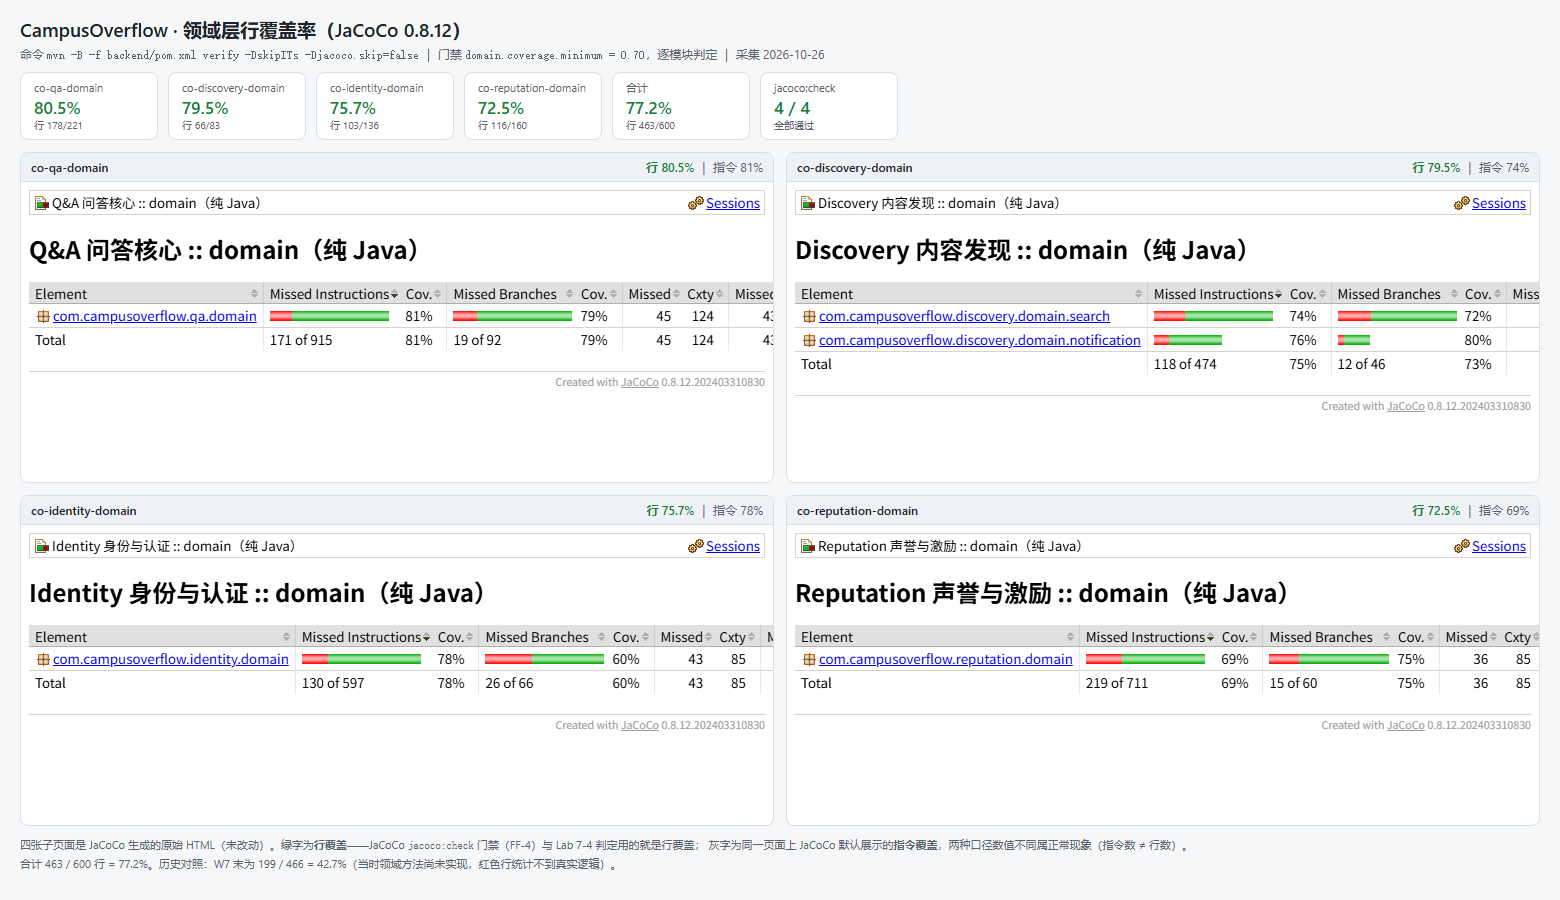 CampusOverflow · 领域层行覆盖率（JaCoCo 0.8.12）
命令 mvn -B -f backend/pom.xml verify -DskipITs -Djacoco.skip=false | 门禁 domain.coverage.minimum = 0.70，逐模块判定 | 采集 2026-10-26
co-qa-domain
80.5%
行 178/221
co-discovery-domain
79.5%
行 66/83
co-identity-domain
75.7%
行 103/136
co-reputation-domain
72.5%
行 116/160
合计
77.2%
行 463/600
jacoco:check
4 / 4
全部通过
co-qa-domain 行 80.5% | 指令 81%
Q&A 问答核心 :: domain（纯 Java） Sessions
Q&A 问答核心 :: domain（纯 Java）
Element Missed Instructions Cov. Missed Branches Cov. Missed Cxty Missed
com.campusoverflow.qa.domain 81% 79% 45 124 43
Total 171 of 915 81% 19 of 92 79% 45 124 43
Created with JaCoCo 0.8.12.202403310830
co-discovery-domain 行 79.5% | 指令 74%
Discovery 内容发现 :: domain（纯 Java） Sessions
Discovery 内容发现 :: domain（纯 Java）
Element Missed Instructions Cov. Missed Branches Cov. Miss
com.campusoverflow.discovery.domain.search 74% 72%
com.campusoverflow.discovery.domain.notification 76% 80%
Total 118 of 474 75% 12 of 46 73%
Created with JaCoCo 0.8.12.202403310830
co-identity-domain 行 75.7% | 指令 78%
Identity 身份与认证 :: domain（纯 Java） Sessions
Identity 身份与认证 :: domain（纯 Java）
Element Missed Instructions Cov. Missed Branches Cov. Missed Cxty M
com.campusoverflow.identity.domain 78% 60% 43 85
Total 130 of 597 78% 26 of 66 60% 43 85
Created with JaCoCo 0.8.12.202403310830
co-reputation-domain 行 72.5% | 指令 69%
Reputation 声誉与激励 :: domain（纯 Java） Sessions
Reputation 声誉与激励 :: domain（纯 Java）
Element Missed Instructions Cov. Missed Branches Cov. Missed Cxty
com.campusoverflow.reputation.domain 69% 75% 36 85
Total 219 of 711 69% 15 of 60 75% 36 85
Created with JaCoCo 0.8.12.202403310830
四张子页面是 JaCoCo 生成的原始 HTML（未改动）。绿字为行覆盖——JaCoCo jacoco:check 门禁（FF-4）与 Lab 7-4 判定用的就是行覆盖； 灰字为同一页面上 JaCoCo 默认展示的指令覆盖，两种口径数值不同属正常现象（指令数 ≠ 行数）。
合计 463 / 600 行 = 77.2%。历史对照：W7 末为 199 / 466 = 42.7%（当时领域方法尚未实现，红色行统计不到真实逻辑）。